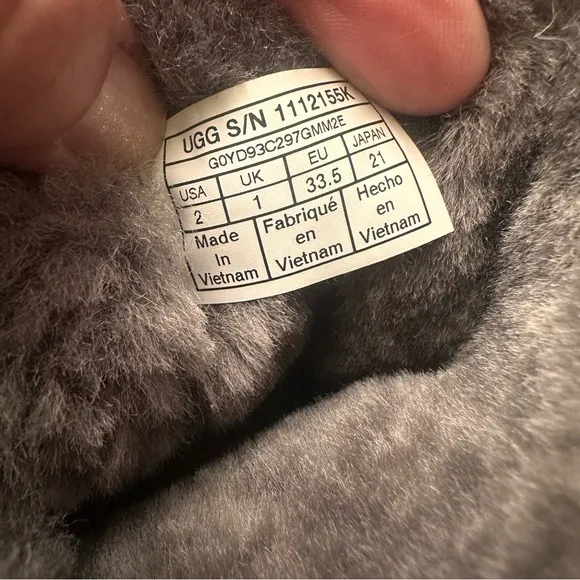 UGG S/N 1112155K
G0YD93C297GMM2E
USA UK EU JAPAN
2 1 33.5 21
Made In Vietnam
Fabriqué en Vietnam
Hecho en Vietnam